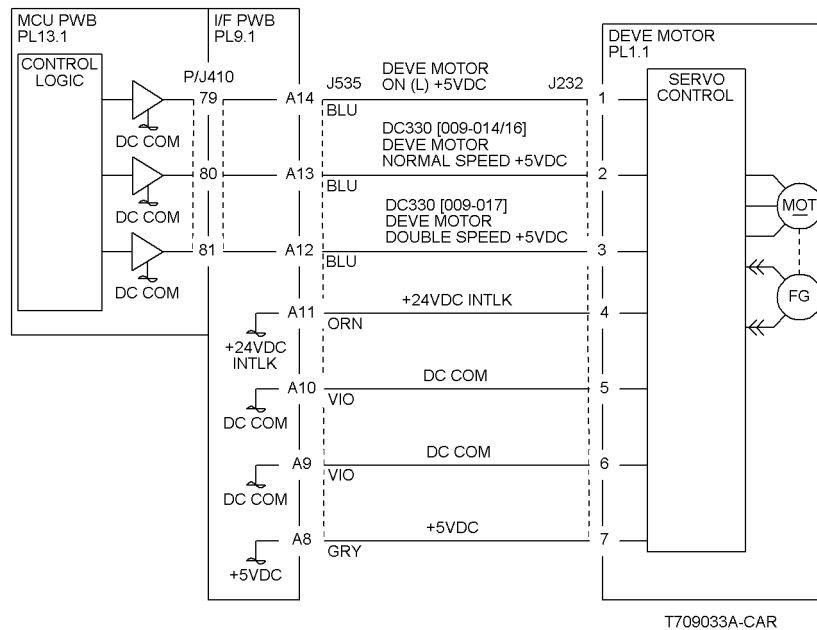 MCU PWB
PL13.1
I/F PWB
PL9.1
DEVE MOTOR
PL1.1
CONTROL
LOGIC
P/J410
J535
DEVE MOTOR
ON (L) +5VDC
J232
SERVO
CONTROL
79
A14
BLU
1
DC COM
DC330 [009-014/16]
DEVE MOTOR
NORMAL SPEED +5VDC
80
A13
BLU
2
DC COM
DC330 [009-017]
DEVE MOTOR
DOUBLE SPEED +5VDC
MOT
81
A12
BLU
3
DC COM
FG
A11
ORN
+24VDC INTLK
4
+24VDC
INTLK
A10
VIO
DC COM
5
DC COM
A9
VIO
DC COM
6
DC COM
A8
GRY
+5VDC
7
+5VDC
T709033A-CAR